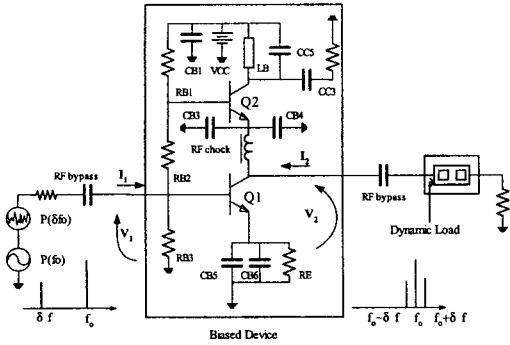 CB1
VCC
LB
CC5
CC3
RB1
Q2
CB3
CB4
RF chock
I₁
I₂
RF bypass
RB2
Q1
RF bypass
P(δfo)
V₁
V₂
Dynamic Load
P(fo)
RB3
CB5
CB6
RE
δ f
fₒ
fₒ~δ f
fₒ
fₒ+δ f
Biased Device